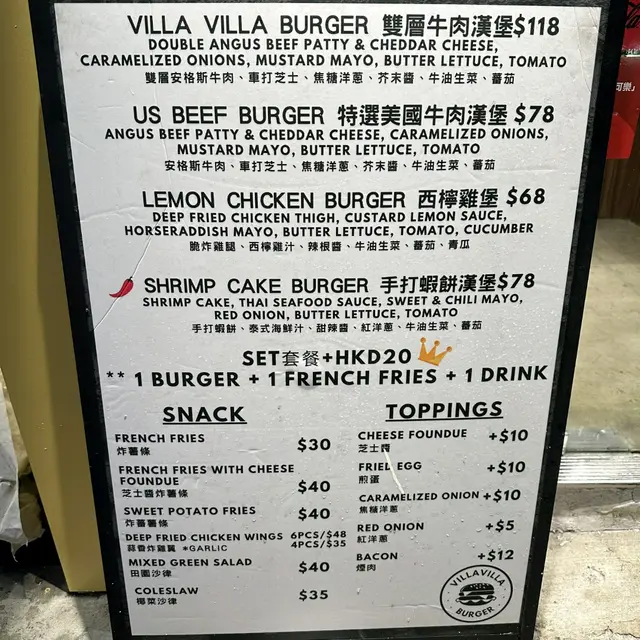 VILLA VILLA BURGER 雙層牛肉漢堡$118
DOUBLE ANGUS BEEF PATTY & CHEDDAR CHEESE,
CARAMELIZED ONIONS, MUSTARD MAYO, BUTTER LETTUCE, TOMATO
雙層安格斯牛肉、車打芝士、焦糖洋蔥、芥末醬、牛油生菜、蕃茄
US BEEF BURGER 特選美國牛肉漢堡 $78
ANGUS BEEF PATTY & CHEDDAR CHEESE, CARAMELIZED ONIONS,
MUSTARD MAYO, BUTTER LETTUCE, TOMATO
安格斯牛肉、車打芝士、焦糖洋蔥、芥末醬、牛油生菜、蕃茄
LEMON CHICKEN BURGER 西檸雞堡 $68
DEEP FRIED CHICKEN THIGH, CUSTARD LEMON SAUCE,
HORSERADDISH MAYO, BUTTER LETTUCE, TOMATO, CUCUMBER
脆炸雞腿、西檸雞汁、辣根醬、牛油生菜、蕃茄、青瓜
SHRIMP CAKE BURGER 手打蝦餅漢堡$78
SHRIMP CAKE, THAI SEAFOOD SAUCE, SWEET & CHILI MAYO,
RED ONION, BUTTER LETTUCE, TOMATO
手打蝦餅、泰式海鮮汁、甜辣醬、紅洋蔥、牛油生菜、蕃茄
SET套餐+HKD20
** 1 BURGER + 1 FRENCH FRIES + 1 DRINK
SNACK
FRENCH FRIES $30
炸薯條
FRENCH FRIES WITH CHEESE
FOUNDUE $40
芝士醬炸薯條
SWEET POTATO FRIES $40
炸蕃薯條
DEEP FRIED CHICKEN WINGS 6PCS/$48
蒜香炸雞翼 *GARLIC 4PCS/$35
MIXED GREEN SALAD $40
田園沙律
COLESLAW $35
椰菜沙律
TOPPINGS
CHEESE FOUNDUE +$10
芝士醬
FRIED EGG +$10
煎蛋
CARAMELIZED ONION +$10
焦糖洋蔥
RED ONION +$5
紅洋蔥
BACON +$12
煙肉
VILLAVILLA
BURGER